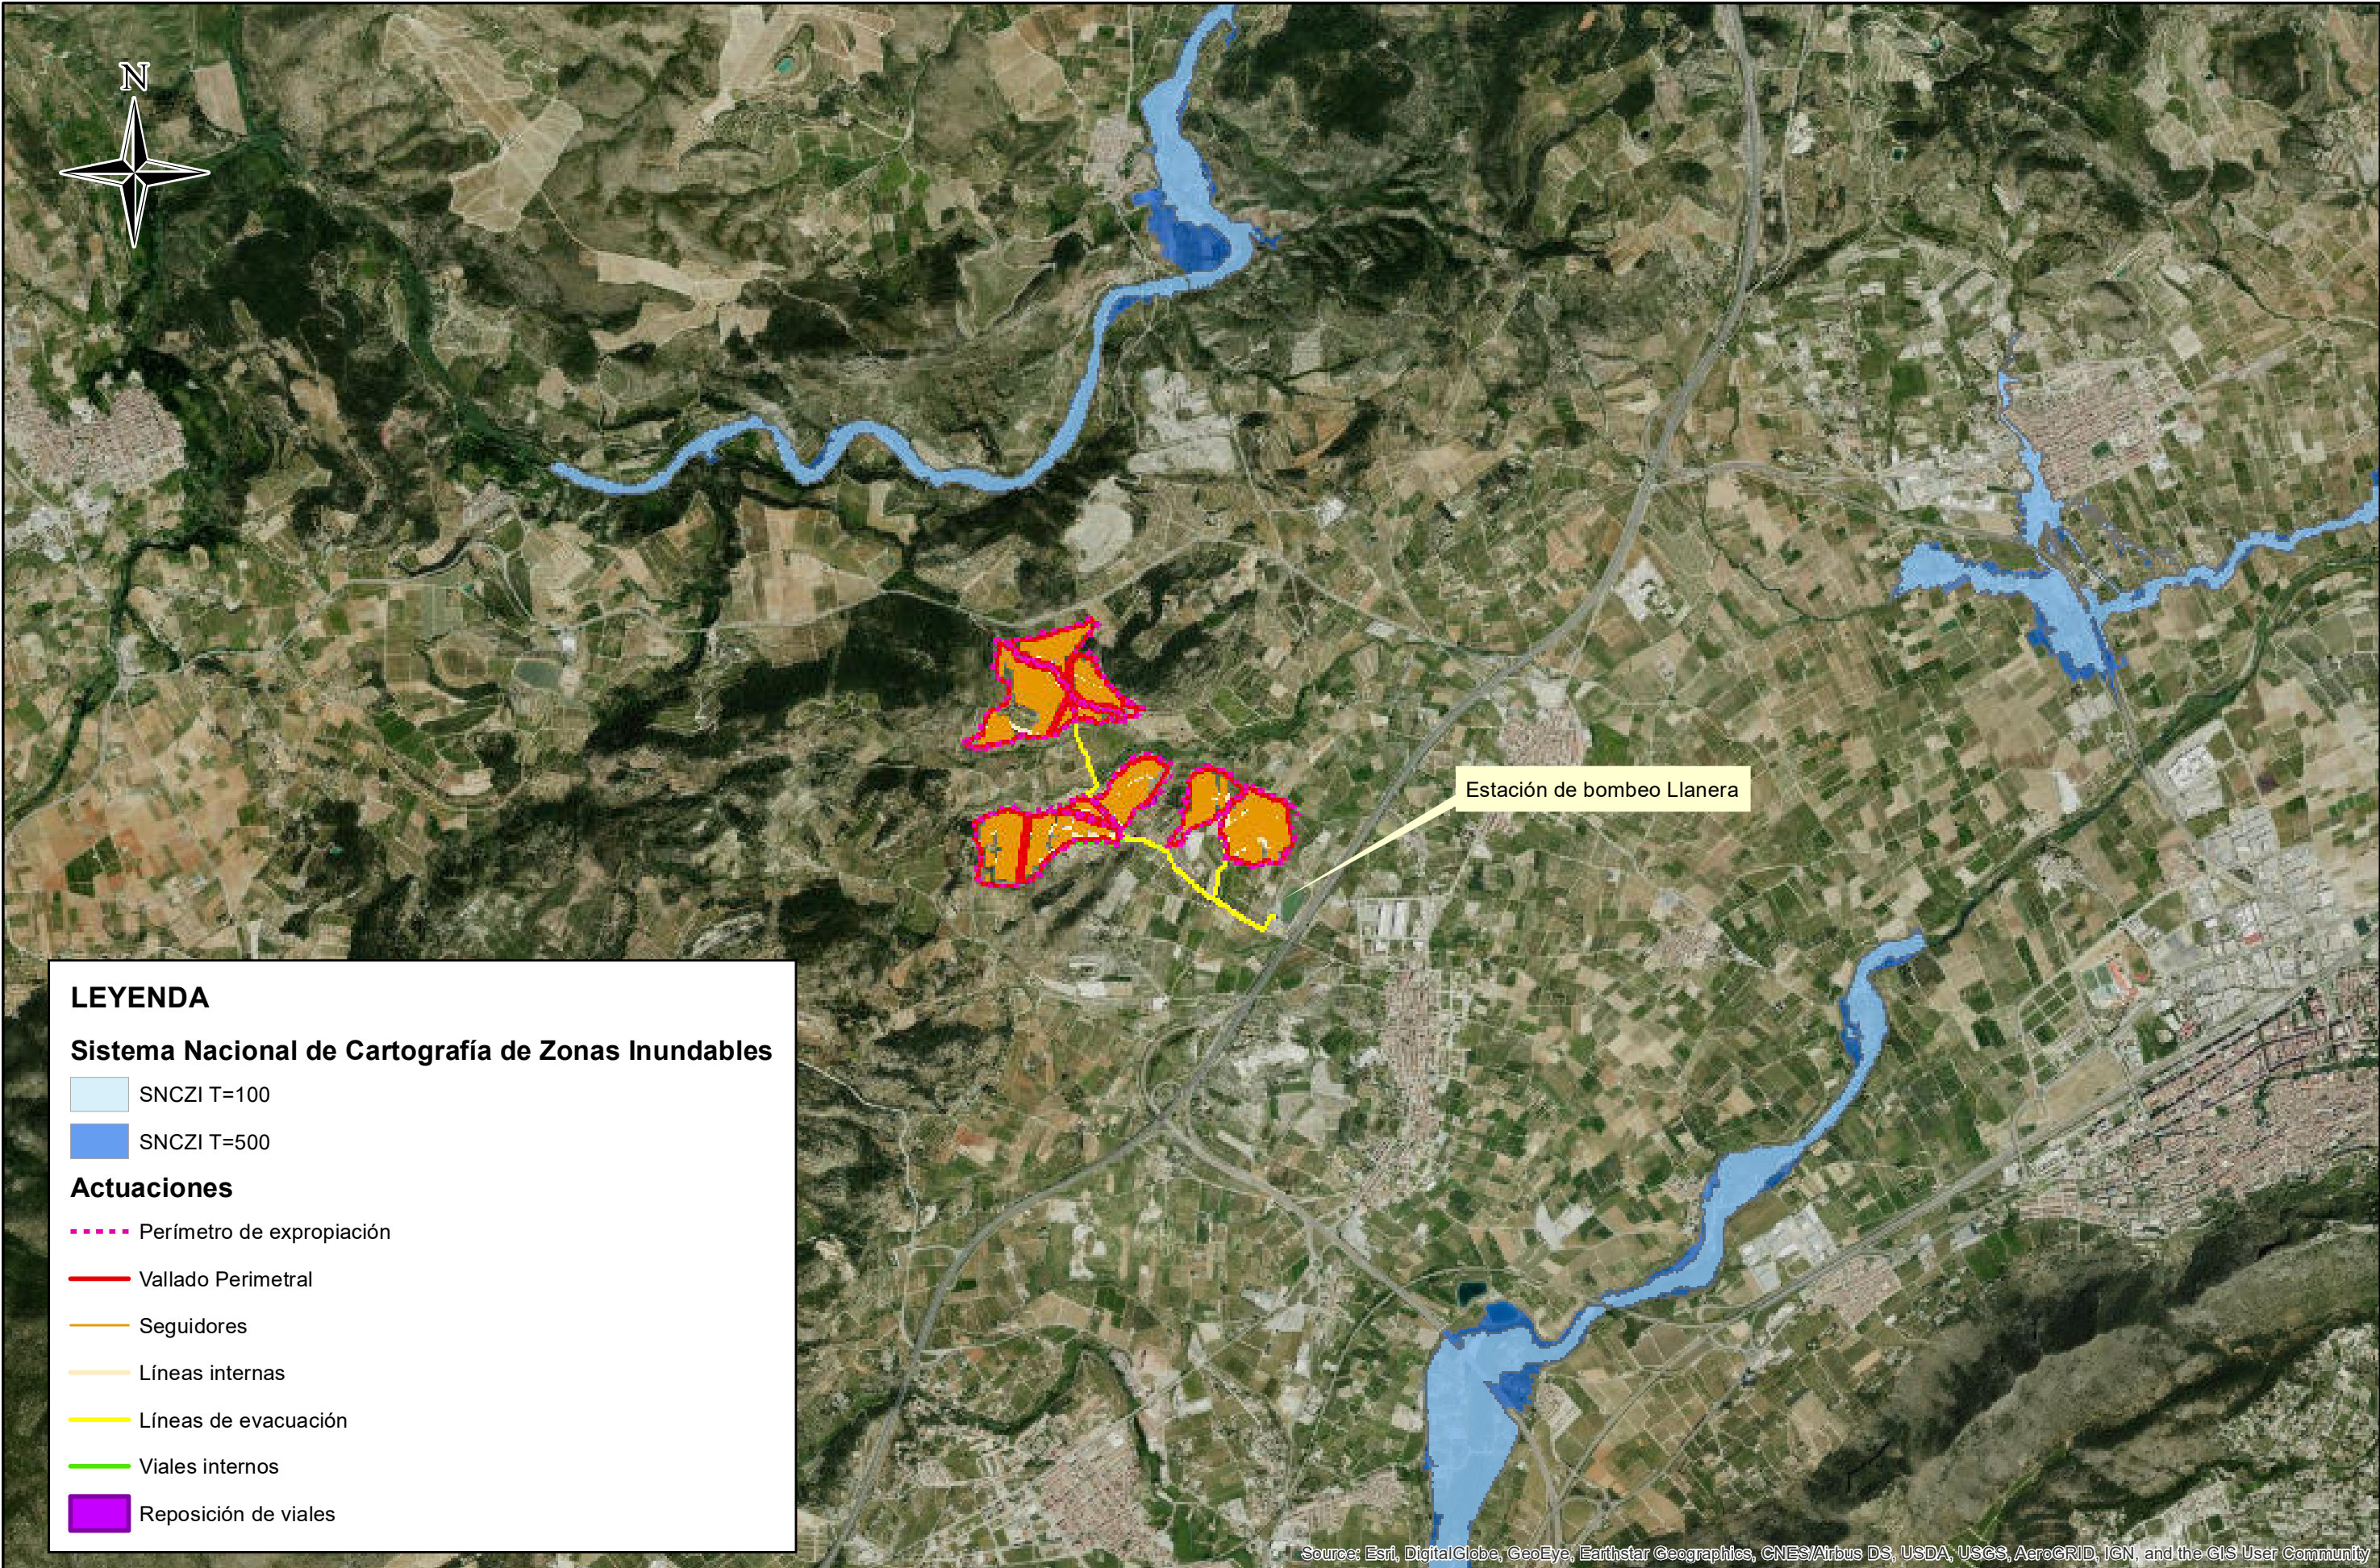 N
Estación de bombeo Llanera
LEYENDA
Sistema Nacional de Cartografía de Zonas Inundables
SNCZI T=100
SNCZI T=500
Actuaciones
Perímetro de expropiación
Vallado Perimetral
Seguidores
Líneas internas
Líneas de evacuación
Viales internos
Reposición de viales
Source: Esri, DigitalGlobe, GeoEye, Earthstar Geographics, CNES/Airbus DS, USDA, USGS, AeroGRID, IGN, and the GIS User Community